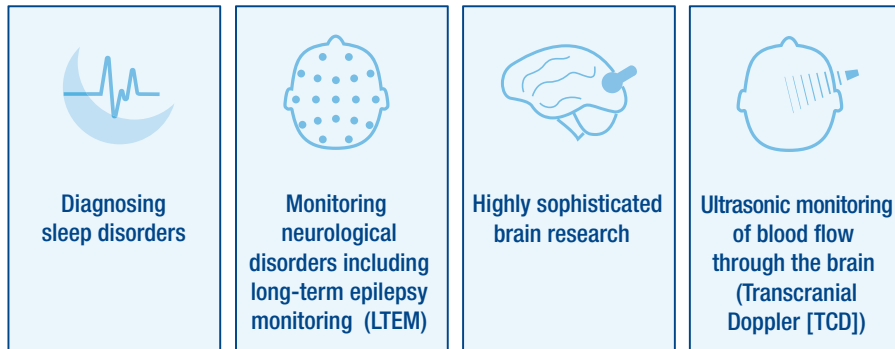 Diagnosing
sleep disorders
Monitoring
neurological
disorders including
long-term epilepsy
monitoring (LTEM)
Highly sophisticated
brain research
Ultrasonic monitoring
of blood flow
through the brain
(Transcranial
Doppler [TCD])